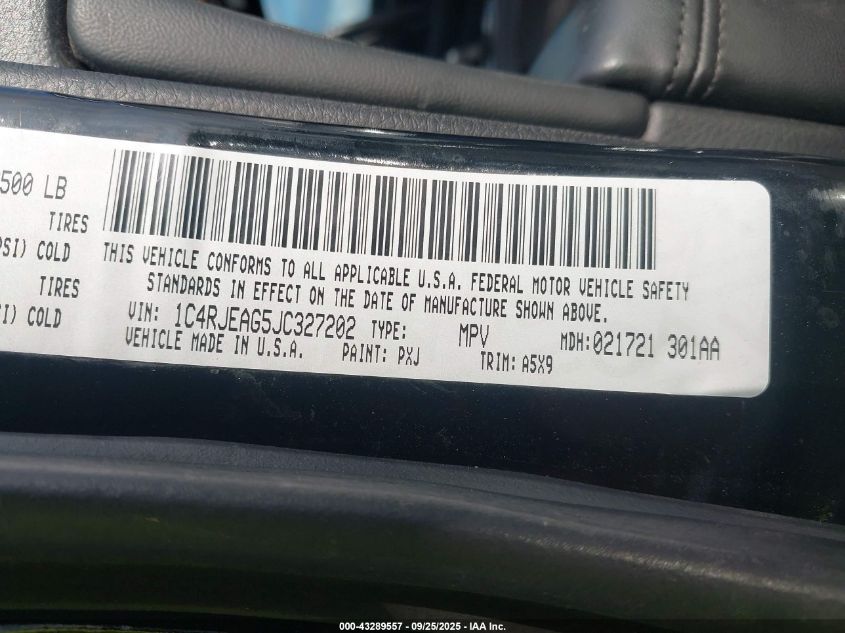 500 LB
TIRES
PSI) COLD
TIRES
I) COLD
THIS VEHICLE CONFORMS TO ALL APPLICABLE U.S.A. FEDERAL MOTOR VEHICLE SAFETY
STANDARDS IN EFFECT ON THE DATE OF MANUFACTURE SHOWN ABOVE.
VIN: 1C4RJEAG5JC327202 TYPE: MPV MDH:021721 301AA
VEHICLE MADE IN U.S.A. PAINT: PXJ TRIM: A5X9
000-43289557 - 09/25/2025 - IAA Inc.